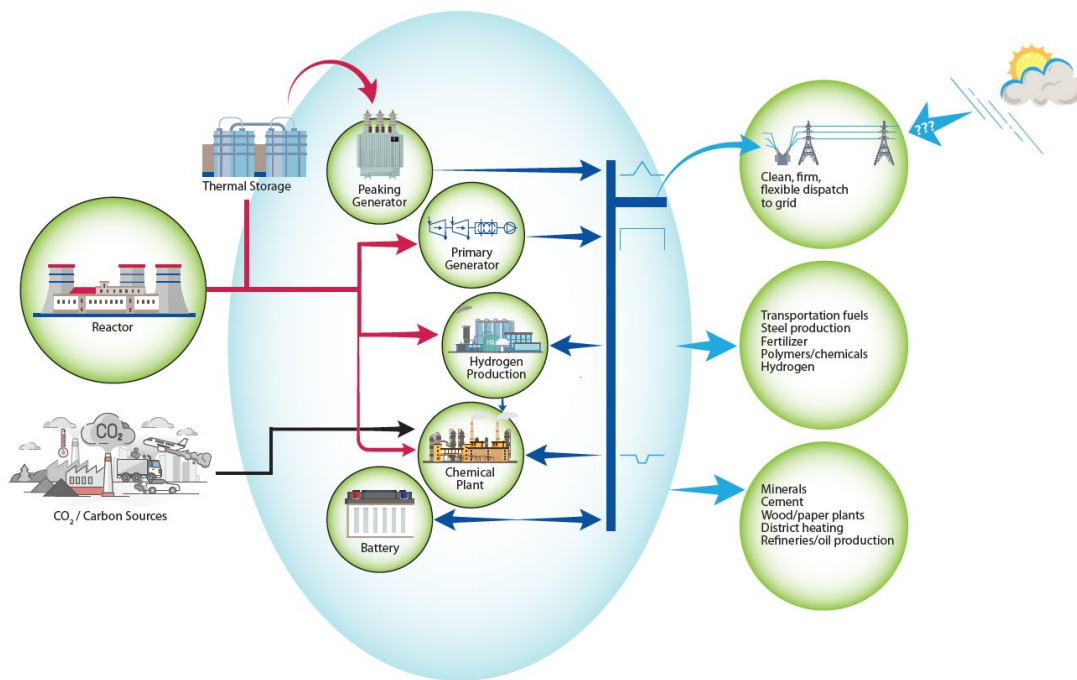 Thermal Storage
Peaking
Generator
Primary
Generator
Reactor
H2
Hydrogen
Production
CO2
CO2 / Carbon Sources
Chemical
Plant
Battery
???
Clean, firm,
flexible dispatch
to grid
Transportation fuels
Steel production
Fertilizer
Polymers/chemicals
Hydrogen
Minerals
Cement
Wood/paper plants
District heating
Refineries/oil production